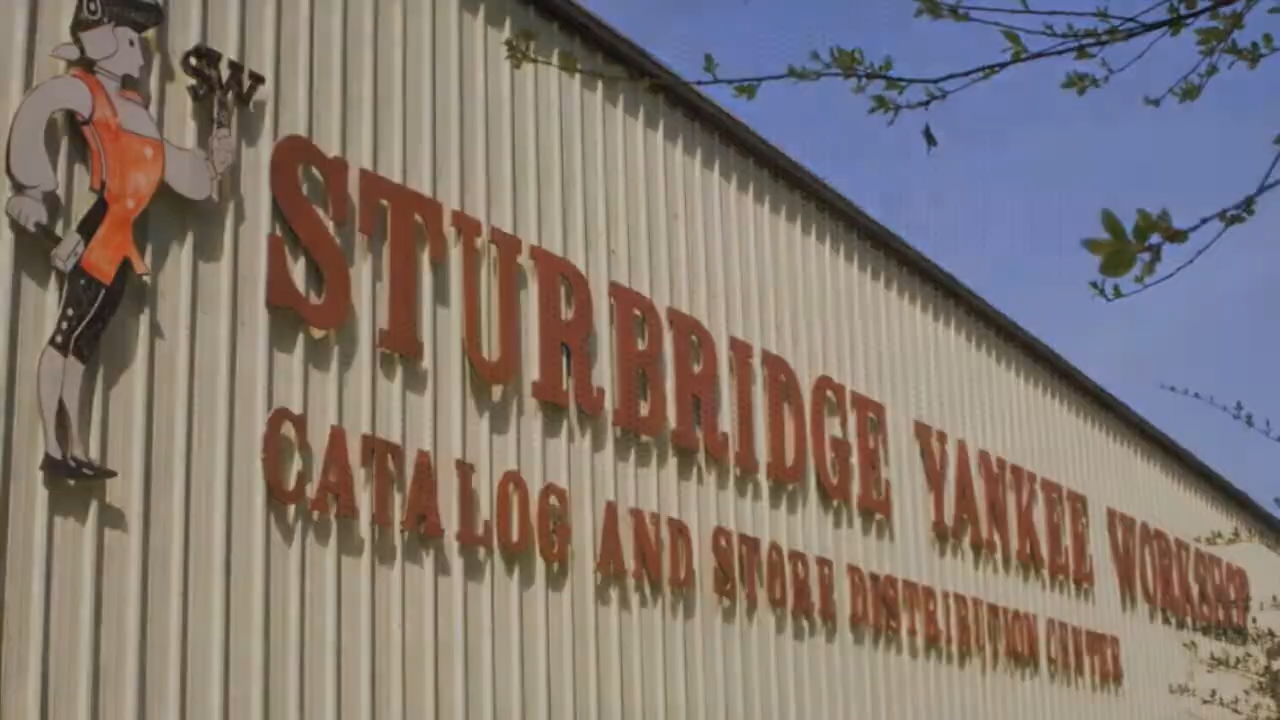 SW
STURBRIDGE YANKEE WORKSHOP
CATALOG AND STORE DISTRIBUTION CENTER